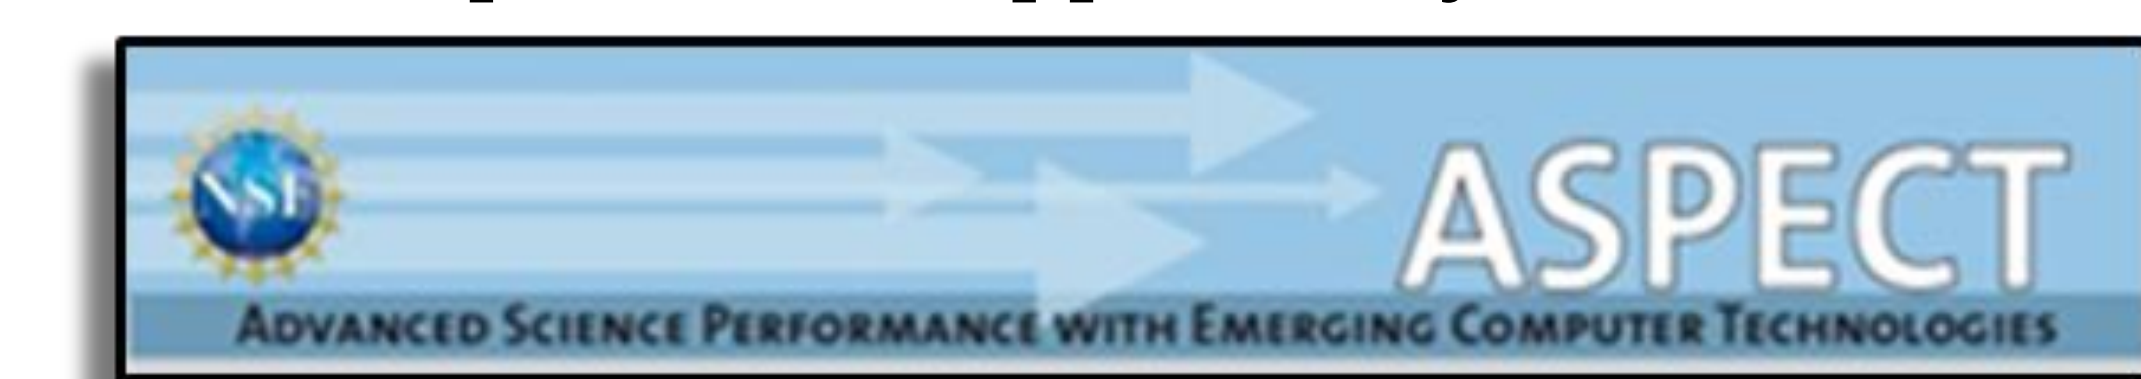 NSF
ASPECT
ADVANCED SCIENCE PERFORMANCE WITH EMERGING COMPUTER TECHNOLOGIES